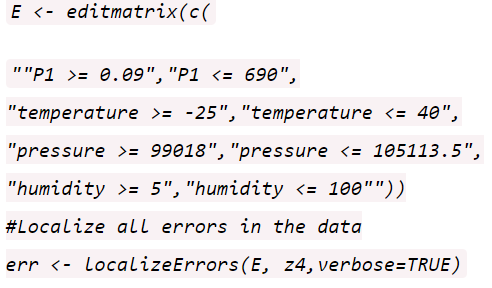 E <- editmatrix(c(
""P1 >= 0.09","P1 <= 690",
"temperature >= -25","temperature <= 40",
"pressure >= 99018","pressure <= 105113.5",
"humidity >= 5","humidity <= 100""))
#Localize all errors in the data
err <- localizeErrors(E, z4,verbose=TRUE)